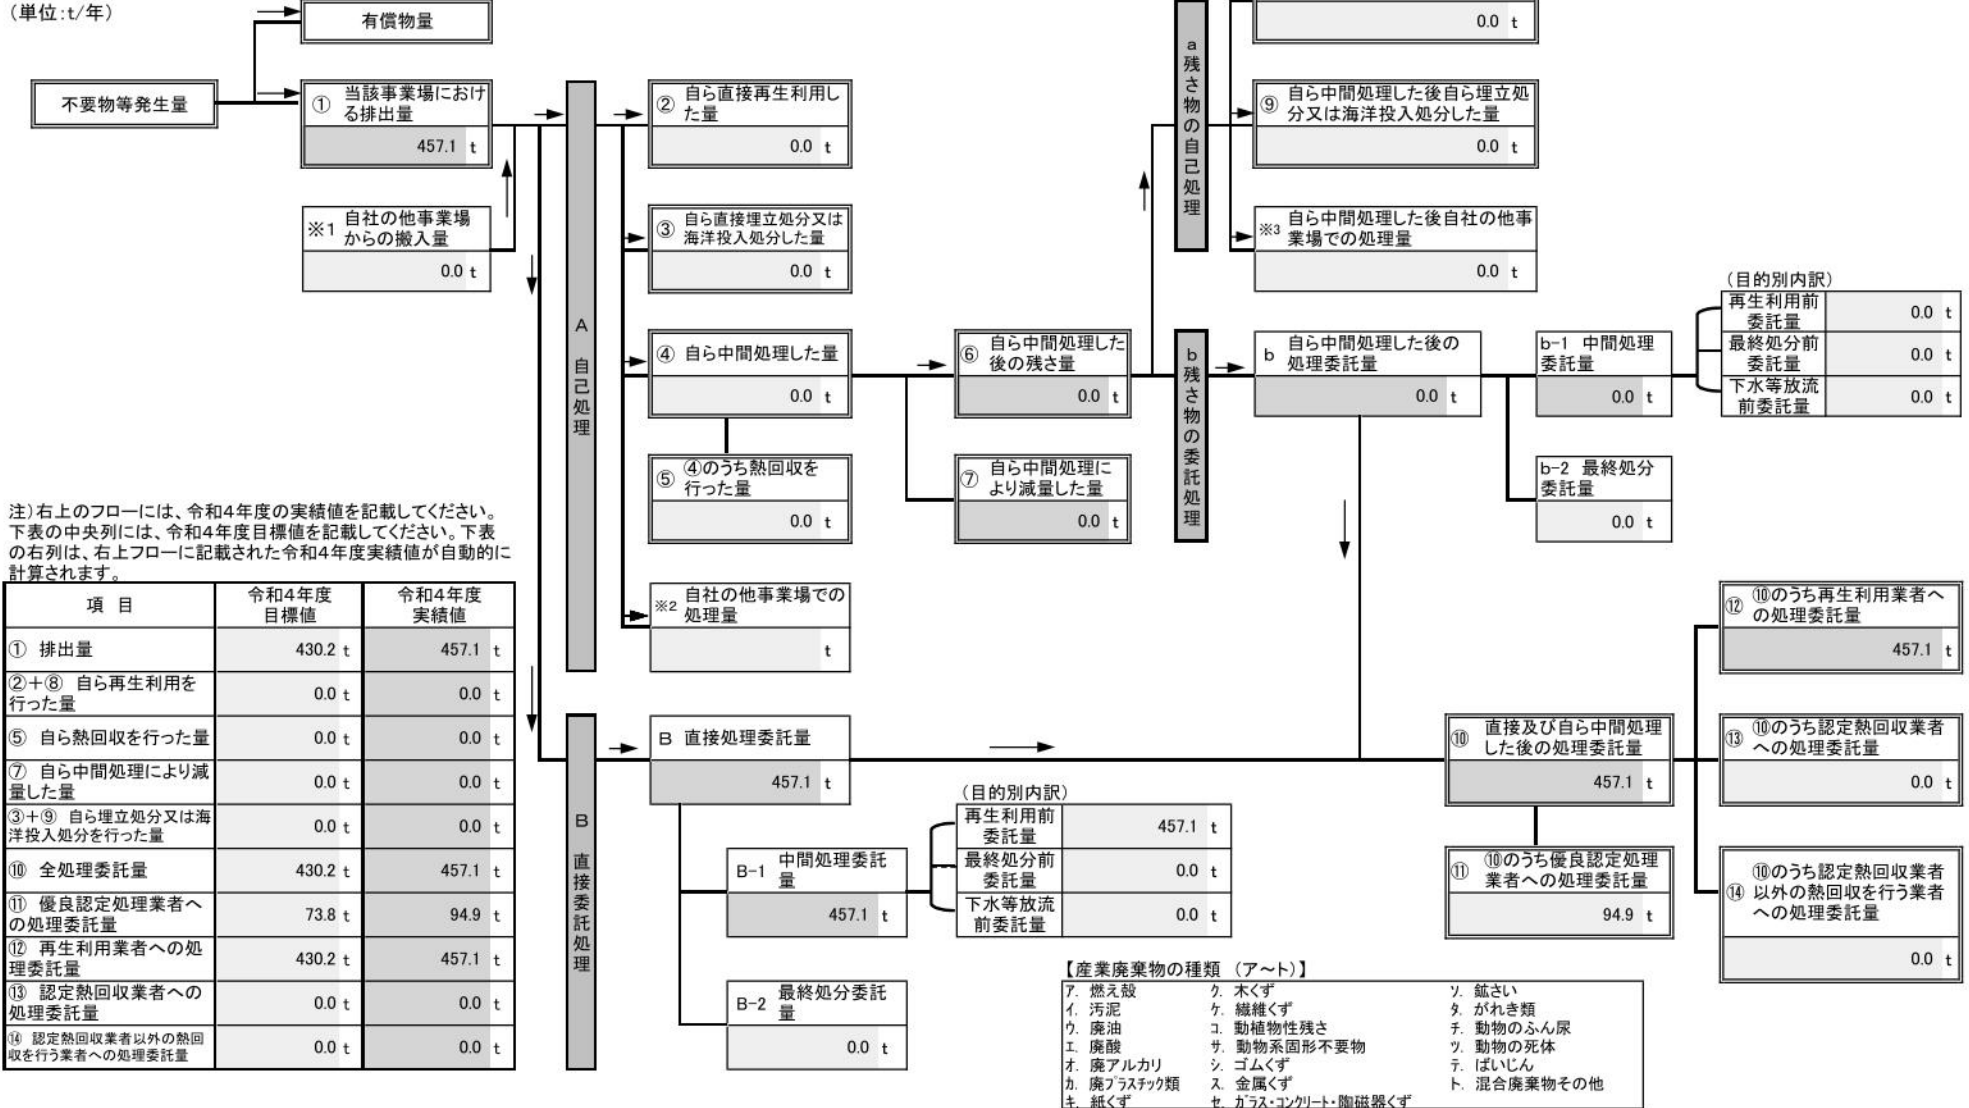 (単位:t/年)
有償物量
不要物等発生量
① 当該事業場におけ
る排出量
457.1 t
※1 自社の他事業場
からの搬入量
0.0 t
A 自己処理
② 自ら直接再生利用し
た量
0.0 t
③ 自ら直接埋立処分又は
海洋投入処分した量
0.0 t
④ 自ら中間処理した量
0.0 t
⑤ ④のうち熱回収を
行った量
0.0 t
※2 自社の他事業場での
処理量
t
⑥ 自ら中間処理した
後の残さ量
0.0 t
⑦ 自ら中間処理に
より減量した量
0.0 t
a 残さ物の自己処理
0.0 t
⑨ 自ら中間処理した後自ら埋立処
分又は海洋投入処分した量
0.0 t
※3 自ら中間処理した後自社の他事
業場での処理量
0.0 t
b 残さ物の委託処理
b 自ら中間処理した後の
処理委託量
0.0 t
b-1 中間処理
委託量
0.0 t
b-2 最終処分
委託量
0.0 t
(目的別内訳)
再生利用前
委託量
0.0 t
最終処分前
委託量
0.0 t
下水等放流
前委託量
0.0 t
注)右上のフローには、令和4年度の実績値を記載してください。
下表の中央列には、令和4年度目標値を記載してください。下表
の右列は、右上フローに記載された令和4年度実績値が自動的に
計算されます。
項 目 令和4年度 目標値 令和4年度 実績値
① 排出量 430.2 t 457.1 t
②+⑧ 自ら再生利用を
行った量 0.0 t 0.0 t
⑤ 自ら熱回収を行った量 0.0 t 0.0 t
⑦ 自ら中間処理により減
量した量 0.0 t 0.0 t
③+⑨ 自ら埋立処分又は海
洋投入処分を行った量 0.0 t 0.0 t
⑩ 全処理委託量 430.2 t 457.1 t
⑪ 優良認定処理業者へ
の処理委託量 73.8 t 94.9 t
⑫ 再生利用業者への処
理委託量 430.2 t 457.1 t
⑬ 認定熱回収業者への
処理委託量 0.0 t 0.0 t
⑭ 認定熱回収業者以外の熱回
収を行う業者への処理委託量 0.0 t 0.0 t
B 直接委託処理
B 直接処理委託量
457.1 t
B-1 中間処理委託
量
457.1 t
B-2 最終処分委託
量
0.0 t
(目的別内訳)
再生利用前
委託量
457.1 t
最終処分前
委託量
0.0 t
下水等放流
前委託量
0.0 t
⑩ 直接及び自ら中間処理
した後の処理委託量
457.1 t
⑪ ⑩のうち優良認定処理
業者への処理委託量
94.9 t
⑫ ⑩のうち再生利用業者へ
の処理委託量
457.1 t
⑬ ⑩のうち認定熱回収業者
への処理委託量
0.0 t
⑭ ⑩のうち認定熱回収業者
以外の熱回収を行う業者
への処理委託量
0.0 t
【産業廃棄物の種類 (ア~ト)】
ア. 燃え殻 ク. 木くず ソ. 鉱さい
イ. 汚泥 ケ. 繊維くず タ. がれき類
ウ. 廃油 コ. 動植物性残さ チ. 動物のふん尿
エ. 廃酸 サ. 動物系固形不要物 ツ. 動物の死体
オ. 廃アルカリ シ. ゴムくず テ. ばいじん
カ. 廃プラスチック類 ス. 金属くず ト. 混合廃棄物その他
キ. 紙くず セ. ガラス・コンクリート・陶磁器くず